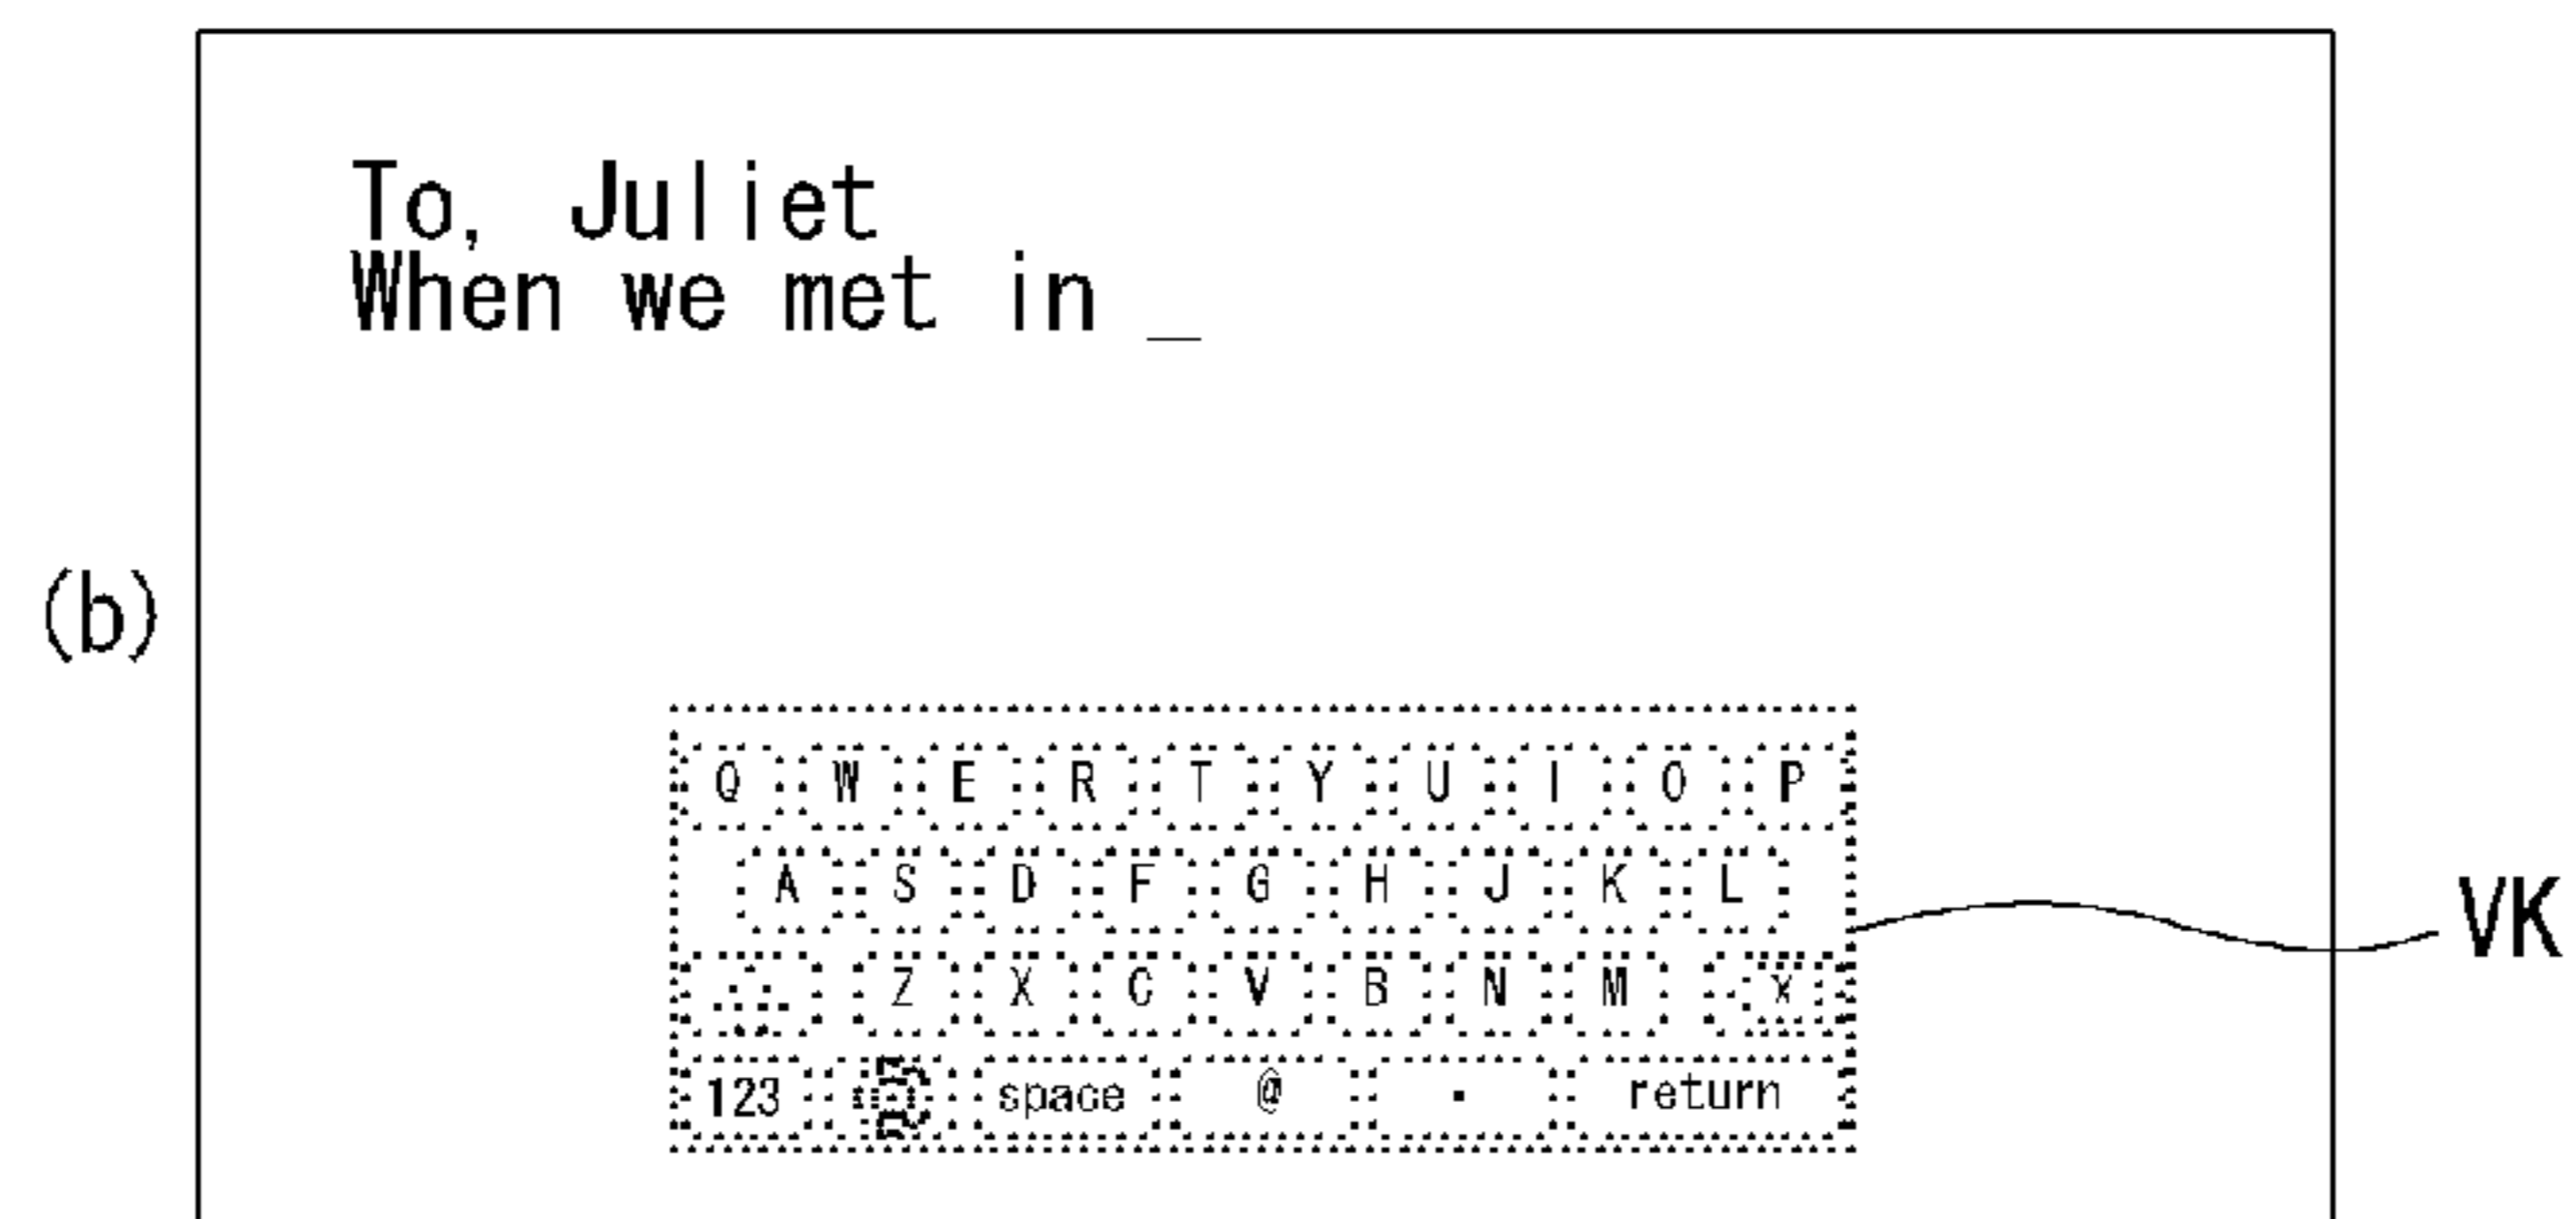 To, Juliet
When we met in _
(b)
Q W E R T Y U I O P
A S D F G H J K L
VK
Z X C V B N M x
123 space @ . return